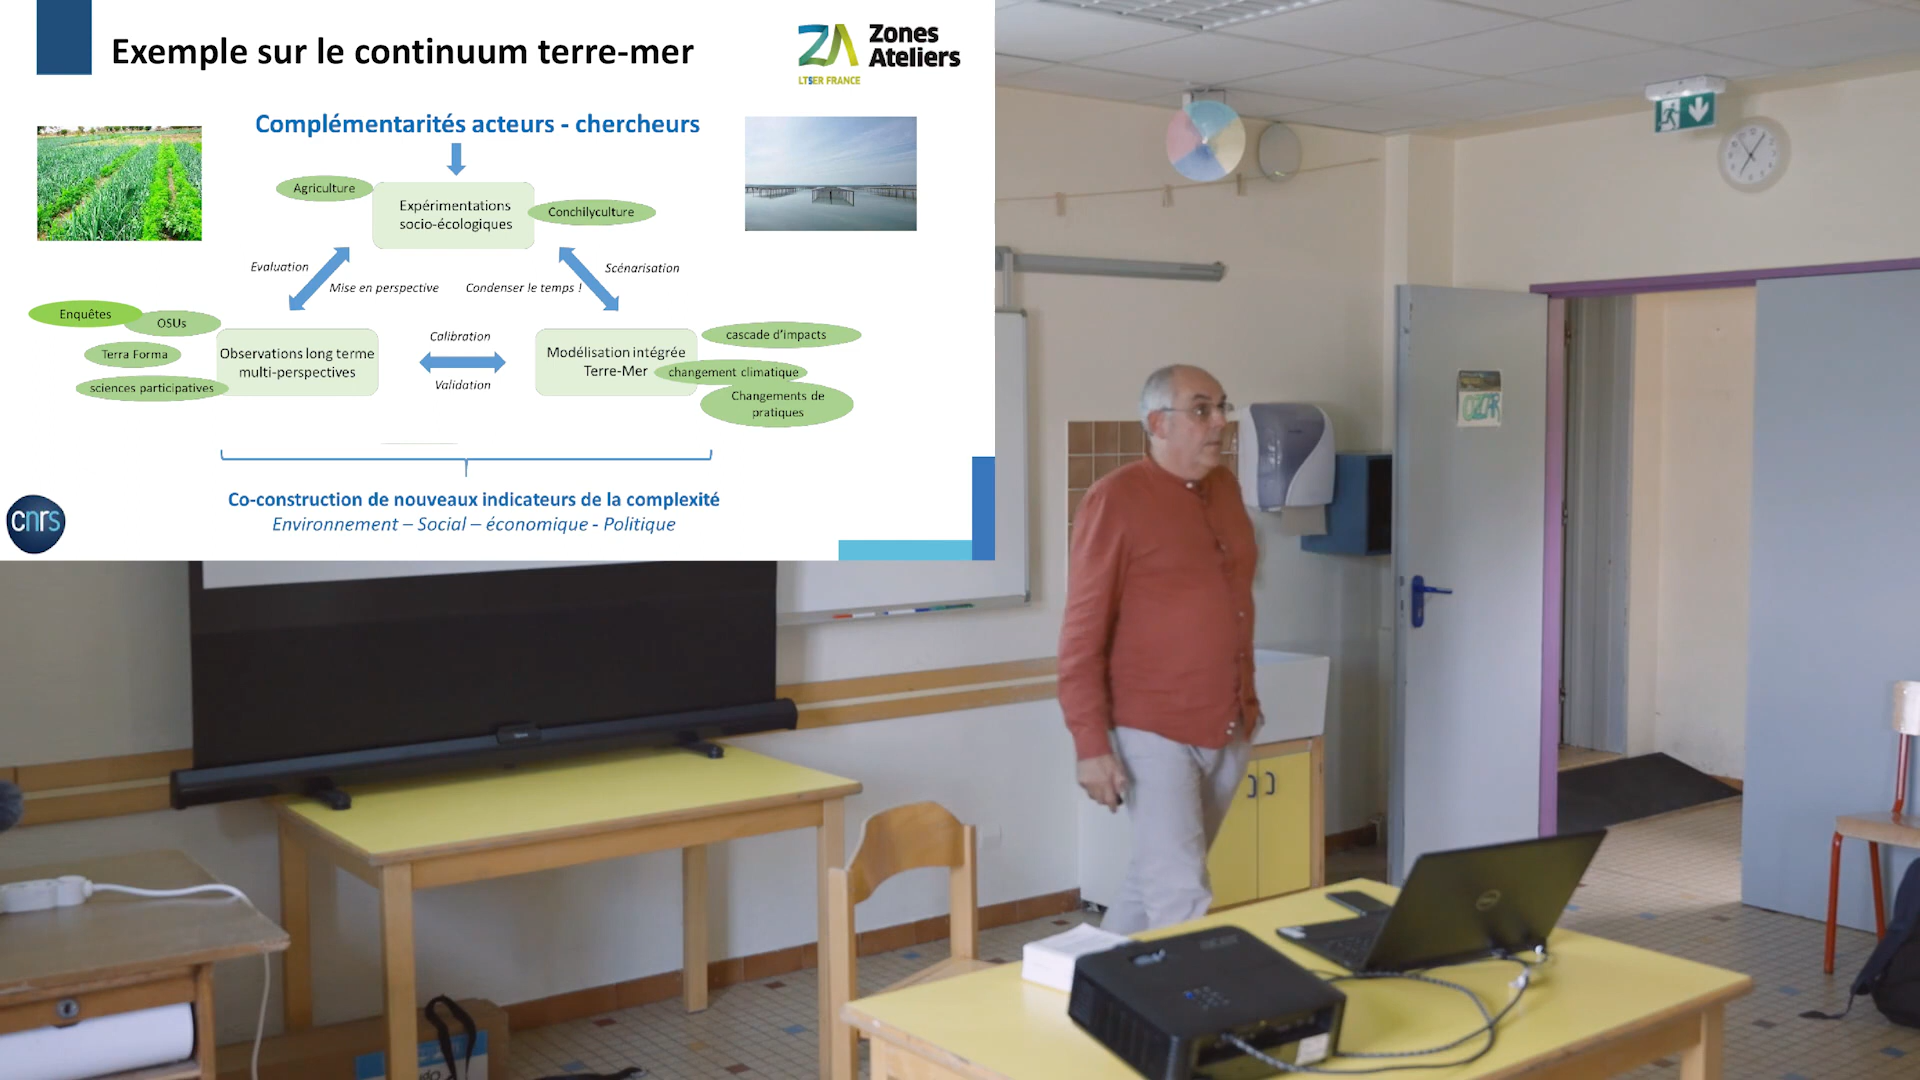 Exemple sur le continuum terre-mer
Zones
Ateliers
LTSER FRANCE
Complémentarités acteurs - chercheurs
Agriculture
Expérimentations
socio-écologiques
Conchilyculture
Evaluation
Mise en perspective
Condenser le temps !
Scénarisation
Enquêtes
OSUs
Terra Forma
sciences participatives
Observations long terme
multi-perspectives
Calibration
Validation
Modélisation intégrée
Terre-Mer
cascade d'impacts
changement climatique
Changements de
pratiques
Co-construction de nouveaux indicateurs de la complexité
Environnement – Social – économique - Politique
cnrs
OZCAR
DELL